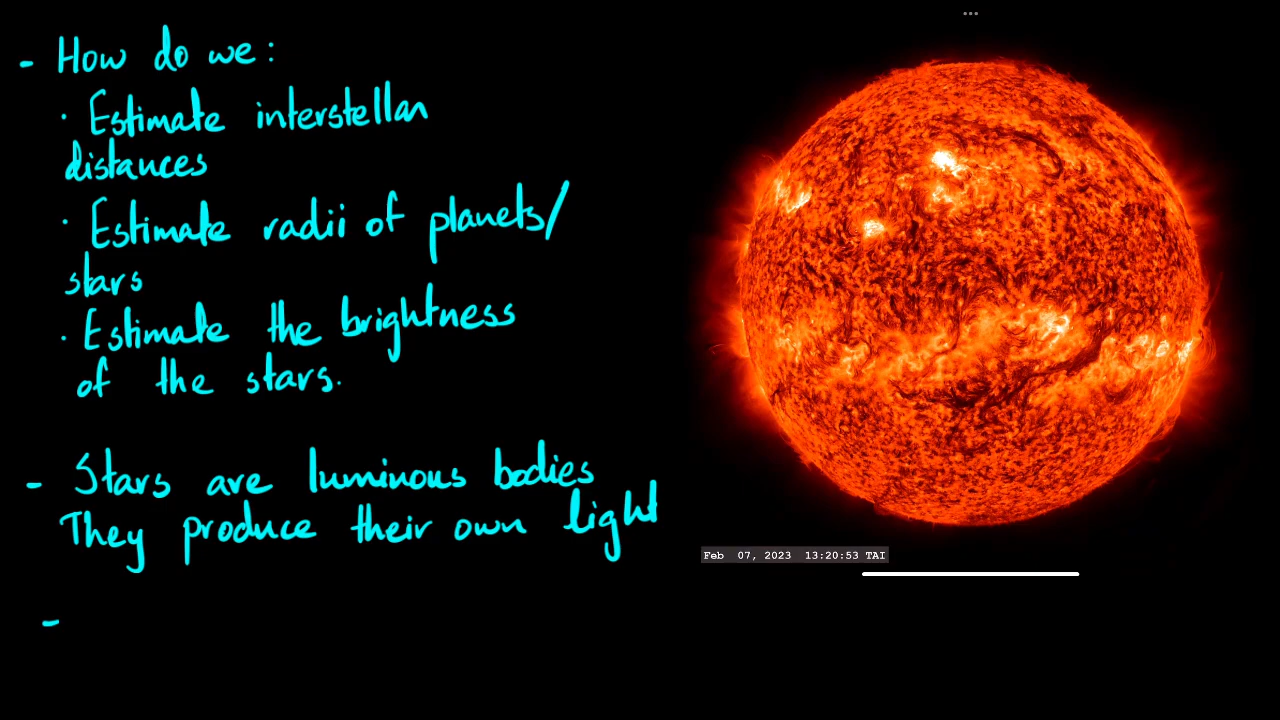 - How do we:
· Estimate interstellar
distances
· Estimate radii of planets/
stars
· Estimate the brightness
of the stars.
- Stars are luminous bodies
They produce their own light
-
Feb 07, 2023 13:20:53 TAI